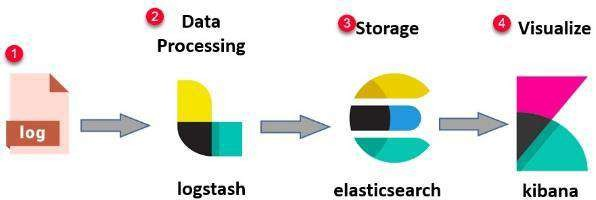 1
log
2
Data
Processing
logstash
3
Storage
elasticsearch
4
Visualize
kibana